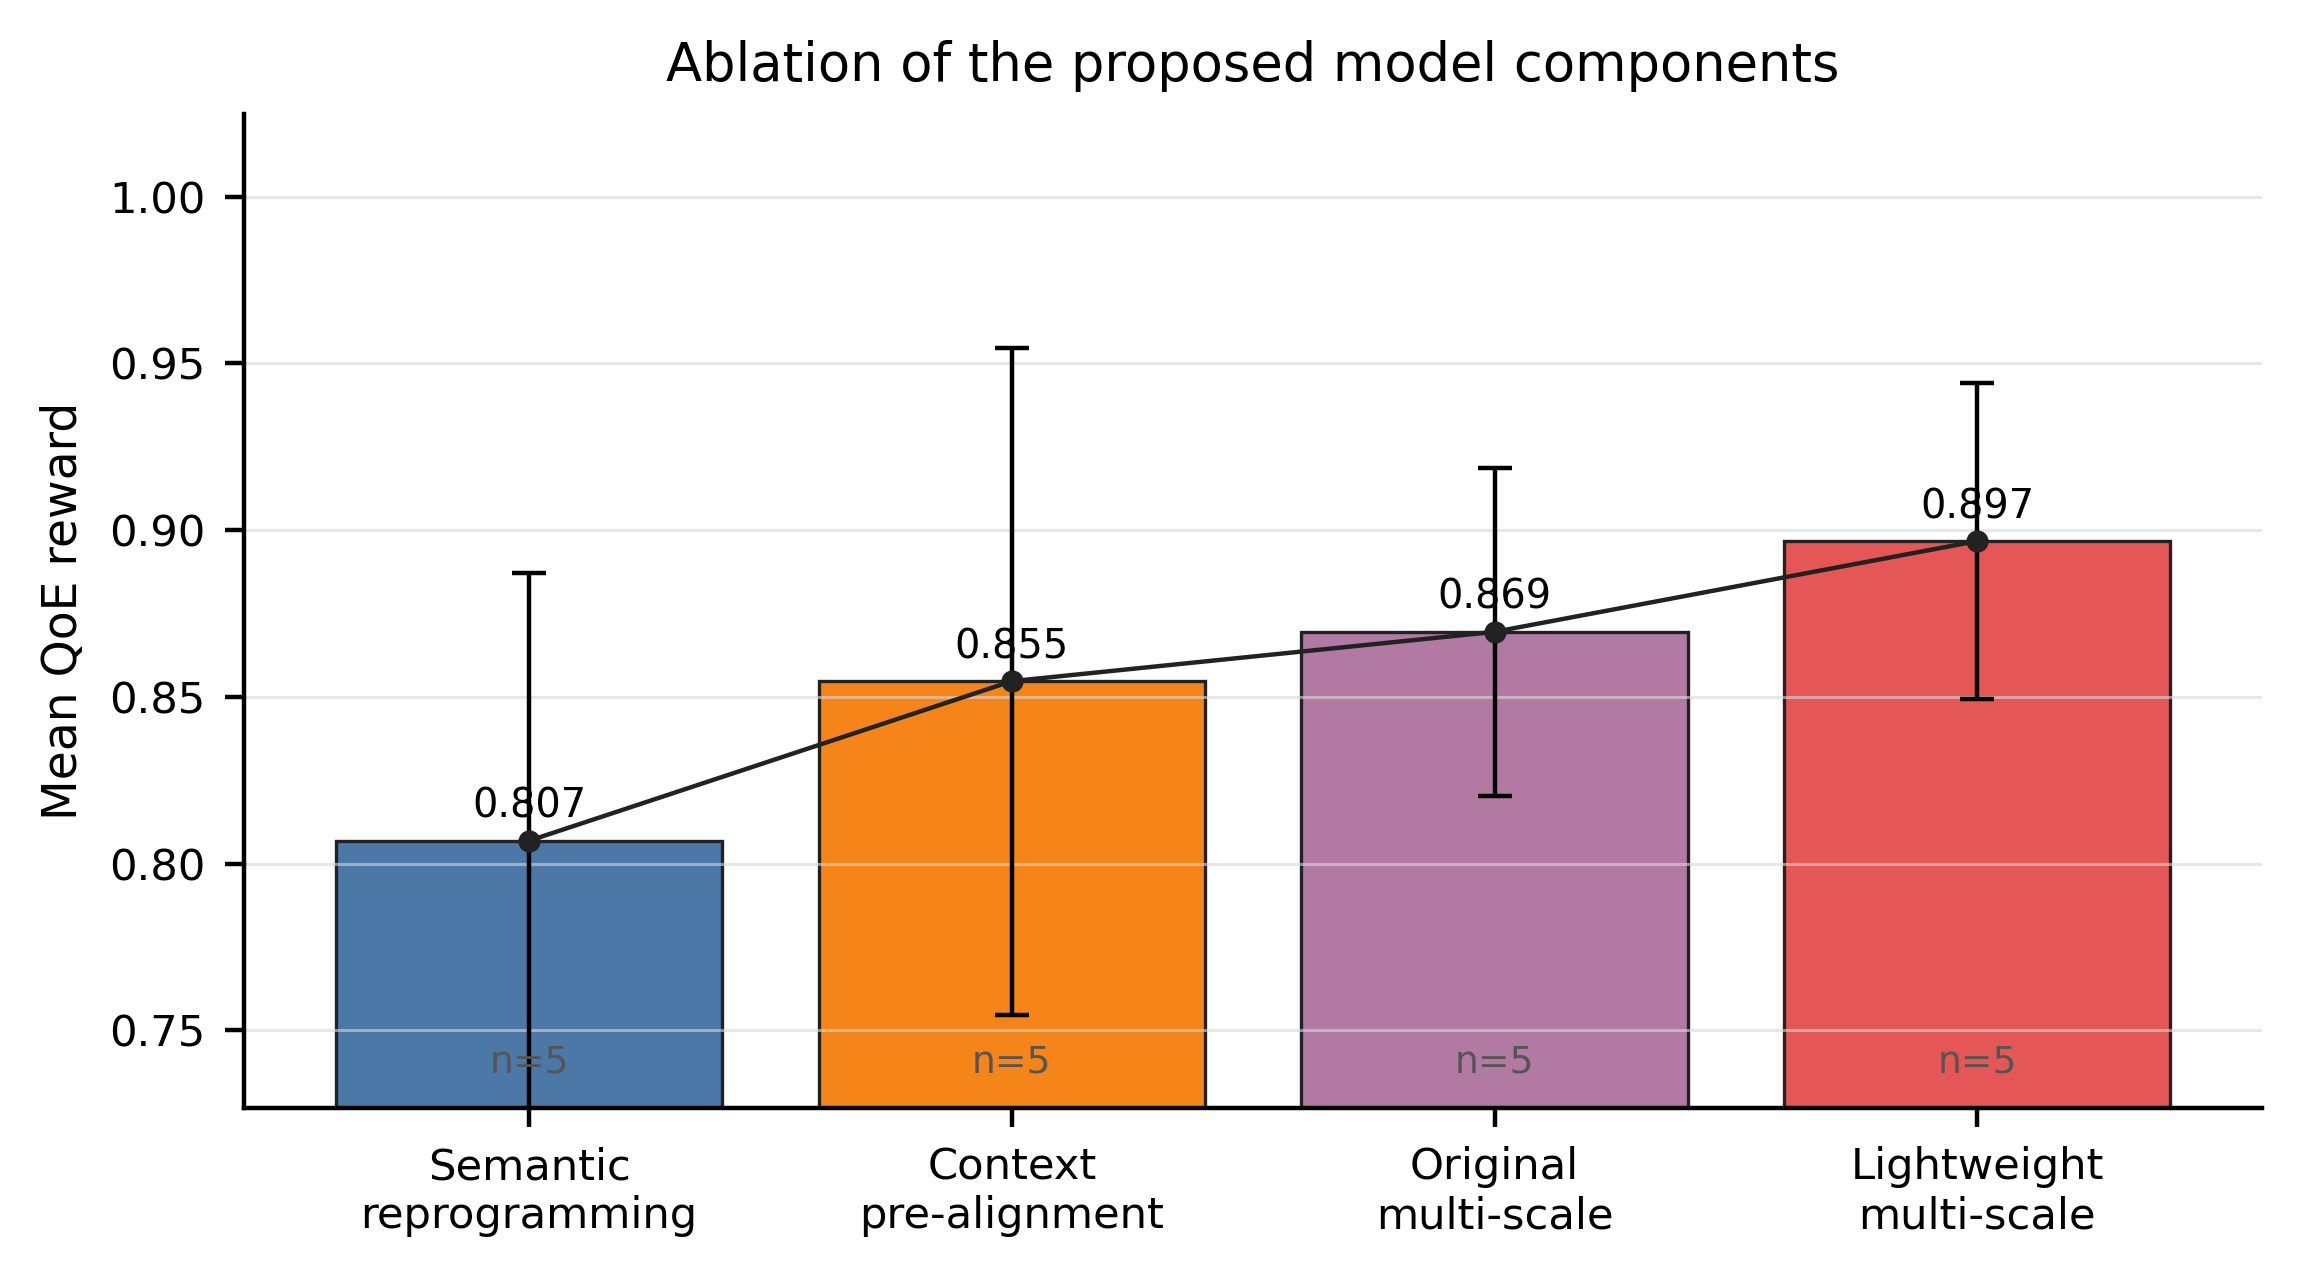 Ablation of the proposed model components
Mean QoE reward
1.00
0.95
0.90
0.85
0.80
0.75
0.807
0.855
0.869
0.897
n=5
n=5
n=5
n=5
Semantic
reprogramming
Context
pre-alignment
Original
multi-scale
Lightweight
multi-scale